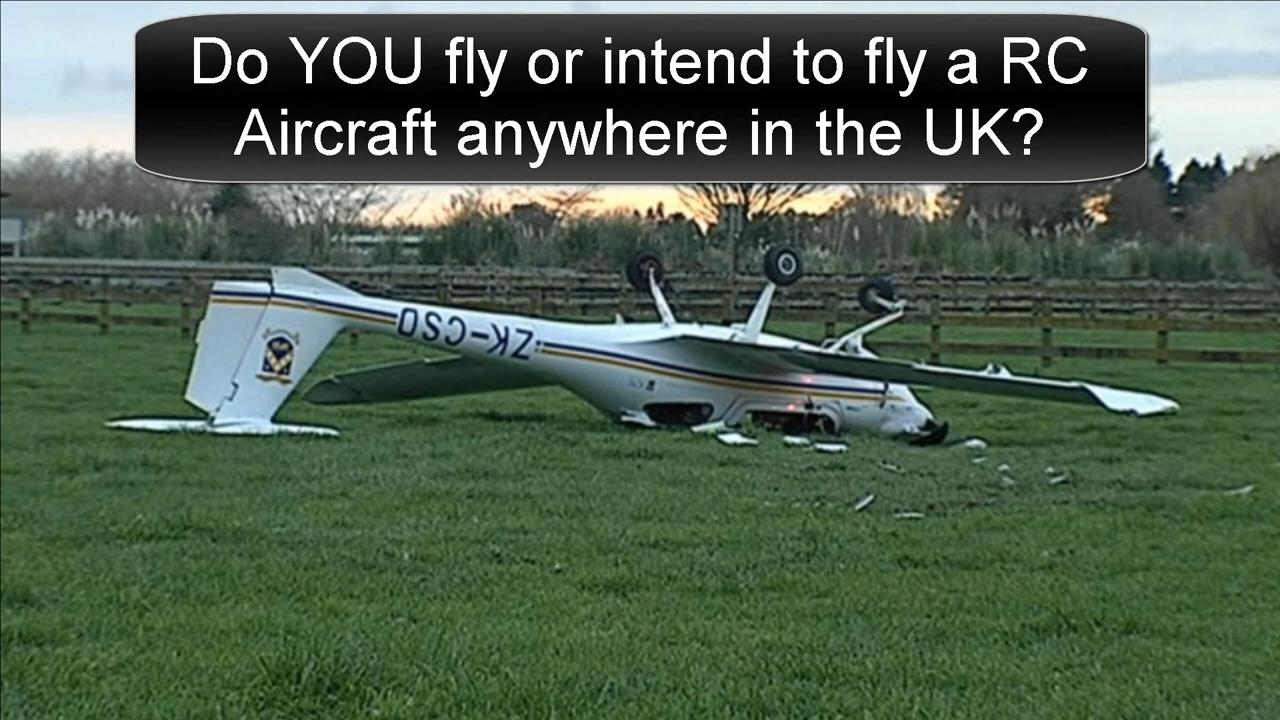 Do YOU fly or intend to fly a RC
Aircraft anywhere in the UK?
ZK-CSO